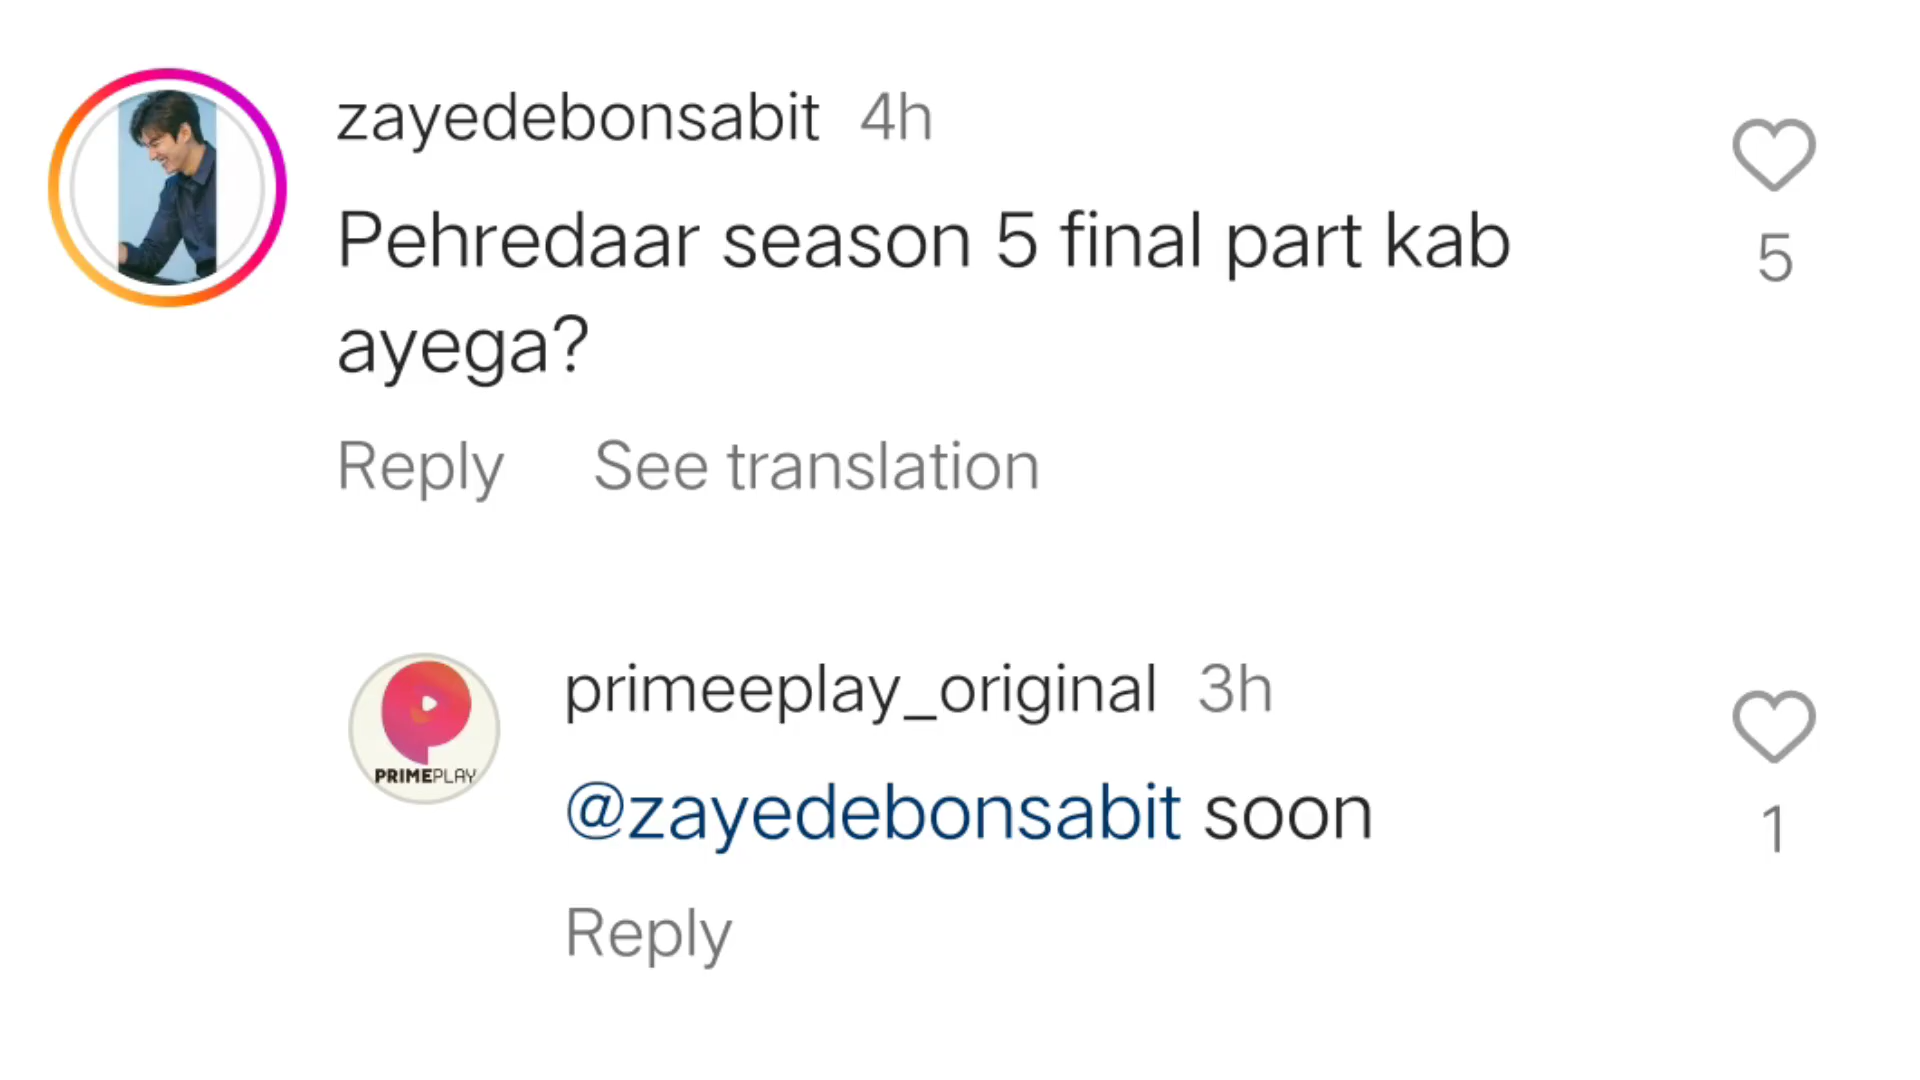 zayedebonsabit 4h
Pehredaar season 5 final part kab
ayega?
5
Reply See translation
primeeplay_original 3h
PRIMEPLAY
@zayedebonsabit soon
1
Reply